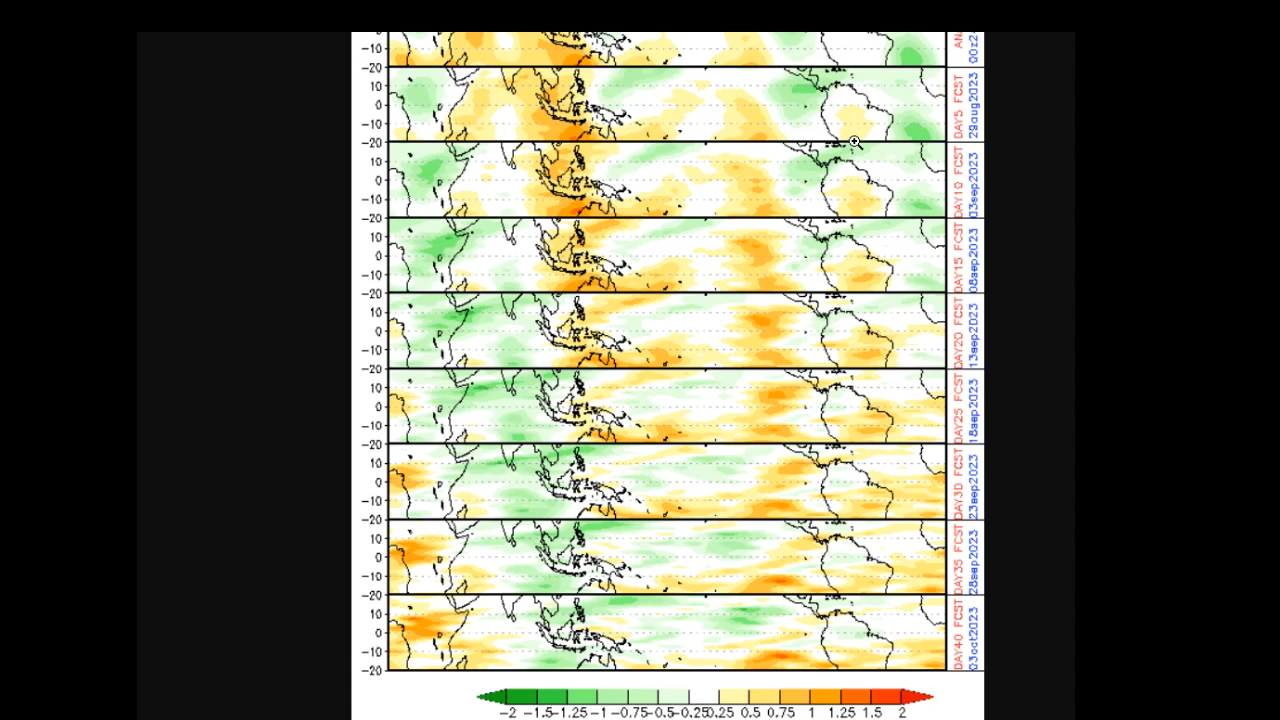 -10
-20
AN
00z2
10
0
-10
-20
DAY5 FCST
29aug2023
10
0
-10
-20
DAY10 FCST
03sep2023
10
0
-10
-20
DAY15 FCST
08sep2023
10
0
-10
-20
DAY20 FCST
13sep2023
10
0
-10
-20
DAY25 FCST
18sep2023
10
0
-10
-20
DAY30 FCST
23sep2023
10
0
-10
-20
DAY35 FCST
28sep2023
10
0
-10
-20
DAY40 FCST
03oct2023
-2 -1.5 -1.25 -1 -0.75 -0.5 -0.25 0.25 0.5 0.75 1 1.25 1.5 2